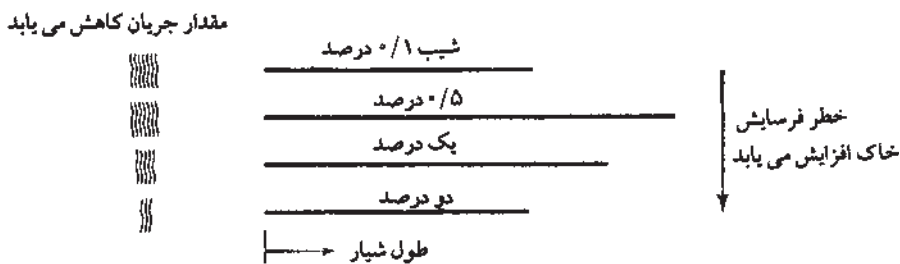 مقدار جریان کاهش می یابد
شیب ۰/۱ درصد
۰/۵ درصد
یک درصد
دو درصد
طول شیار
خطر فرسایش
خاک افزایش می یابد